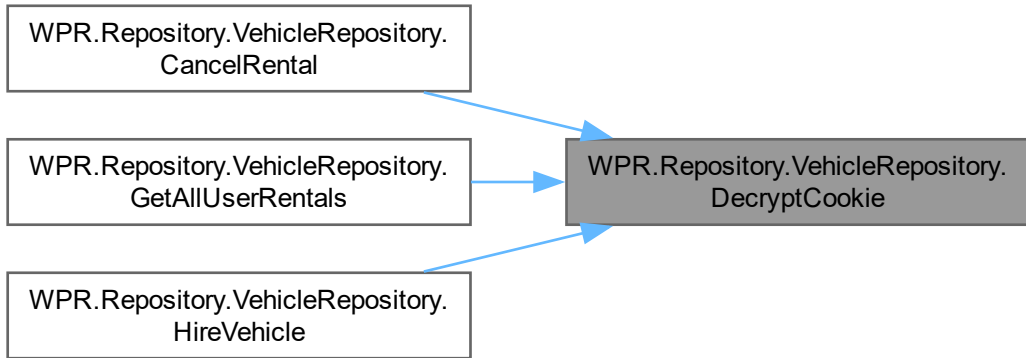 WPR.Repository.VehicleRepository.
CancelRental
WPR.Repository.VehicleRepository.
GetAllUserRentals
WPR.Repository.VehicleRepository.
DecryptCookie
WPR.Repository.VehicleRepository.
HireVehicle